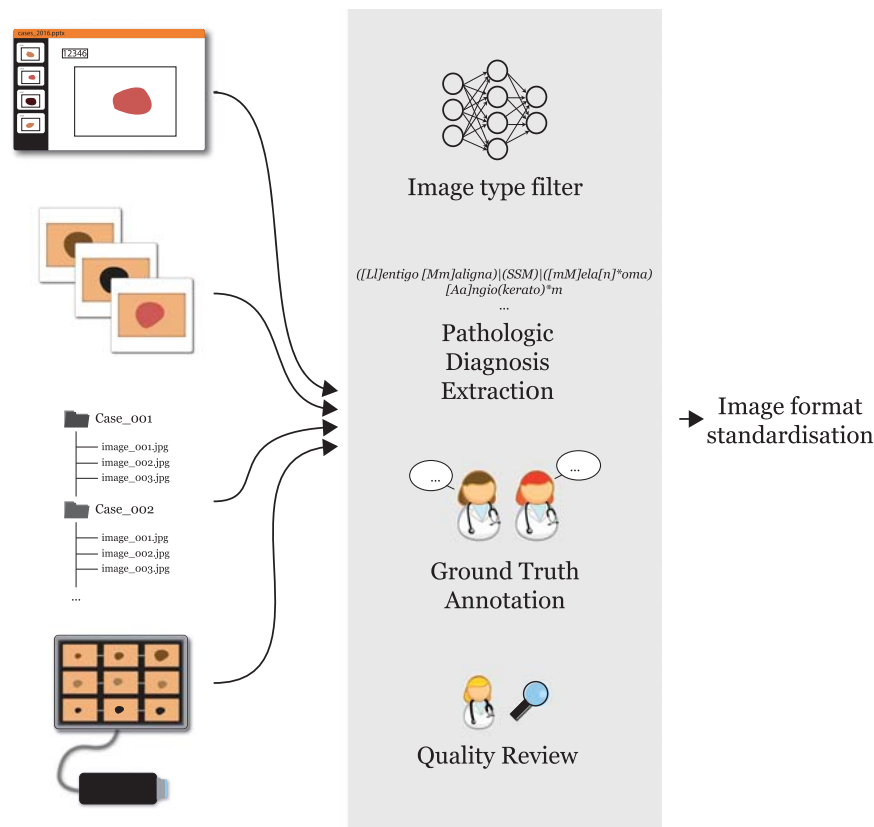 cases_2016.pptx
12346
Case_001
image_001.jpg
image_002.jpg
image_003.jpg
Case_002
image_001.jpg
image_002.jpg
image_003.jpg
...
Image type filter
([Ll]entigo [Mm]aligna)|(SSM)|([mM]ela[n]*oma)
[Aa]ngio(kerato)*m
...
Pathologic
Diagnosis
Extraction
...
...
Ground Truth
Annotation
Quality Review
Image format
standardisation